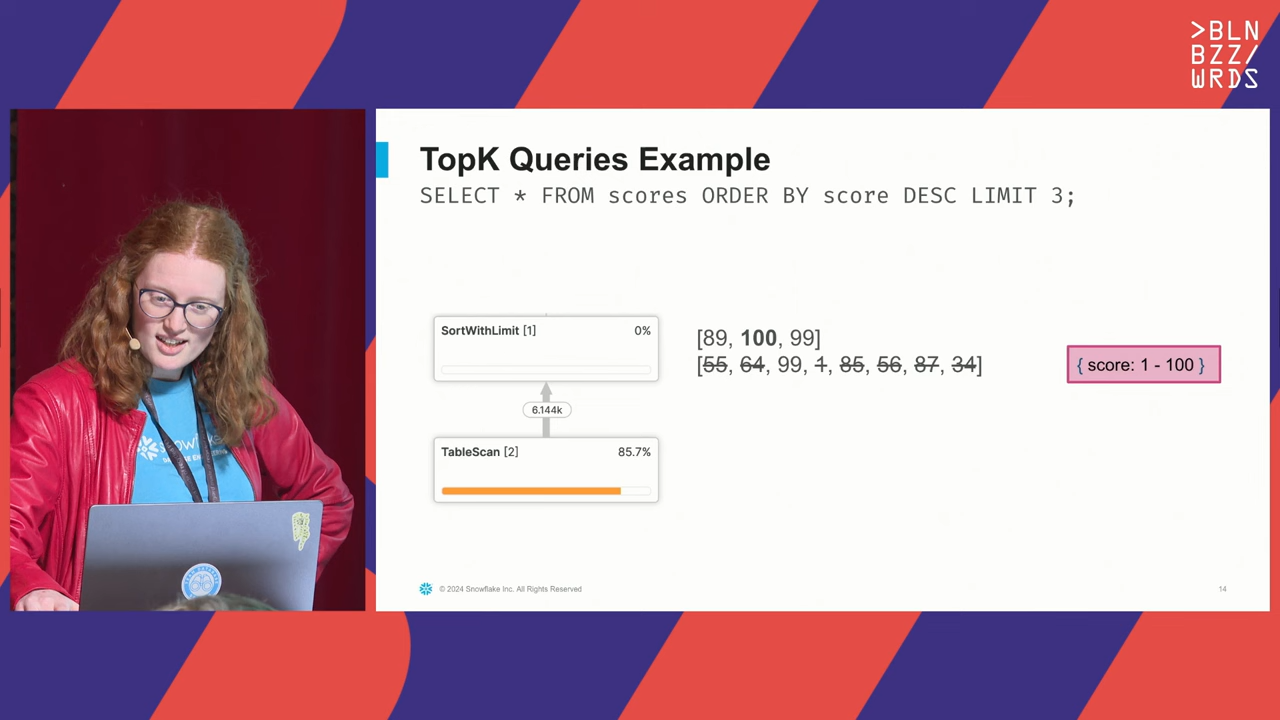 >BLN
BZZ/
WRDS
TopK Queries Example
SELECT * FROM scores ORDER BY score DESC LIMIT 3;
SortWithLimit [1] 0%
[89, 100, 99]
[55, 64, 99, 1, 85, 56, 87, 34]
{ score: 1 - 100 }
6.144k
TableScan [2] 85.7%
© 2024 Snowflake Inc. All Rights Reserved
14